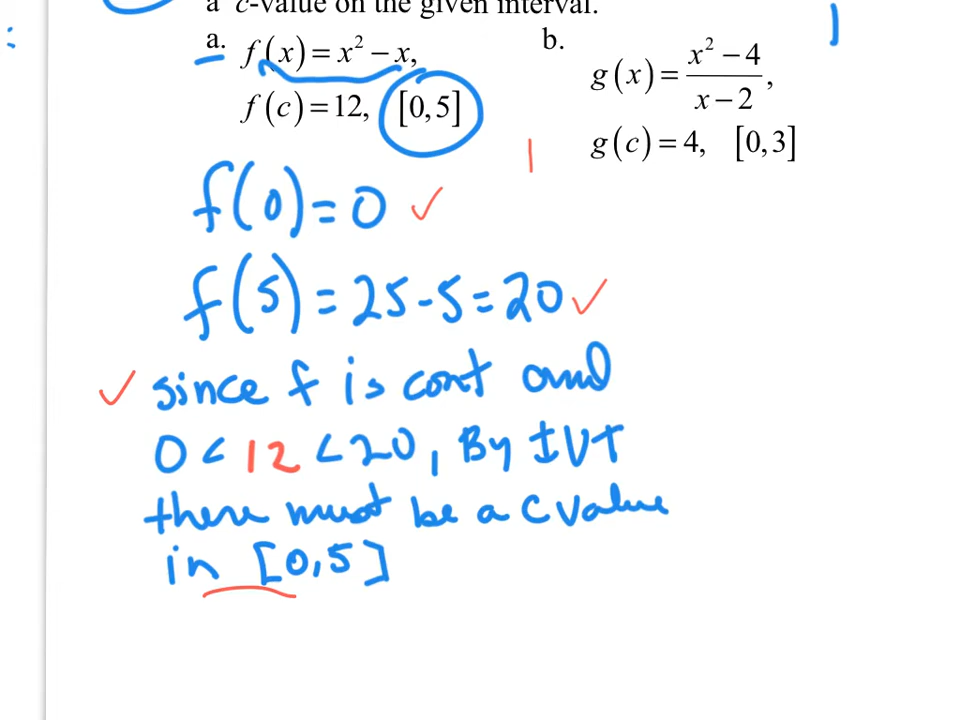 a c-value on the given interval.
a. f(x) = x² − x,
f(c) = 12, [0,5]
b.
g(x) = (x² − 4)/(x − 2),
g(c) = 4, [0,3]
f(0) = 0 ✓
f(5) = 25 - 5 = 20 ✓
✓ since f is cont and
0 < 12 < 20, By IVT
there must be a c value
in [0,5]